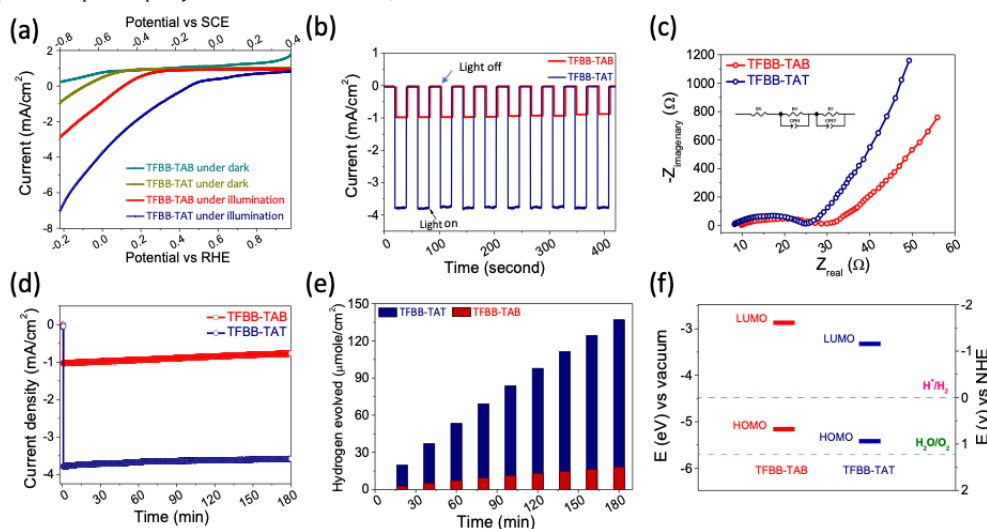 (a)
Potential vs SCE
-0.8 -0.6 -0.4 -0.2 0.0 0.2 0.4
Current (mA/cm²)
2
0
-2
-4
-6
-8
TFBB-TAB under dark
TFBB-TAT under dark
TFBB-TAB under illumination
TFBB-TAT under illumination
-0.2 0.0 0.2 0.4 0.6 0.8
Potential vs RHE
(b)
Current (mA/cm²)
1
0
-1
-2
-3
-4
Light off
TFBB-TAB
TFBB-TAT
Light on
0 100 200 300 400
Time (second)
(c)
-Z imagenary (Ω)
1200
1000
800
600
400
200
0
TFBB-TAB
TFBB-TAT
0 10 20 30 40 50 60
Z real (Ω)
(d)
Current density (mA/cm²)
0
-1
-2
-3
-4
-5
TFBB-TAB
TFBB-TAT
0 30 60 90 120 150 180
Time (min)
(e)
Hydrogen evolved (µmole/cm²)
150
120
90
60
30
0
TFBB-TAT
TFBB-TAB
0 30 60 90 120 150 180
Time (min)
(f)
E (eV) vs vacuum
-3
-4
-5
-6
LUMO
LUMO
H⁺/H₂
HOMO
HOMO
H₂O/O₂
TFBB-TAB TFBB-TAT
-2
-1
0
1
2
E (v) vs NHE